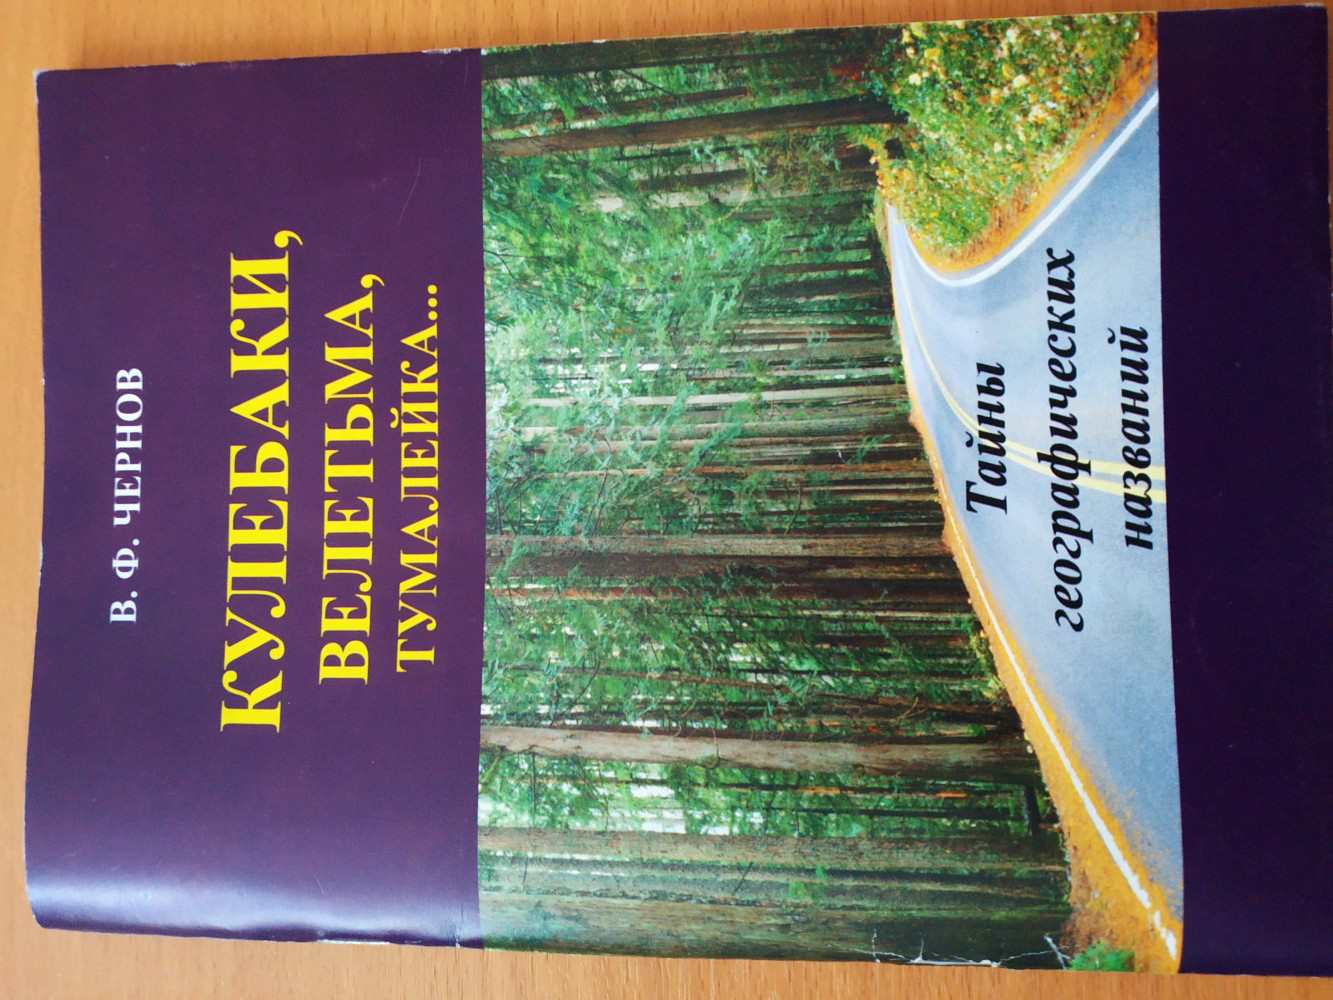 В. Ф. ЧЕРНОВ
КУЛЕБАКИ,
ВЕЛЕТЬМА,
ТУМАЛЕЙКА...
Тайны
географических
названий